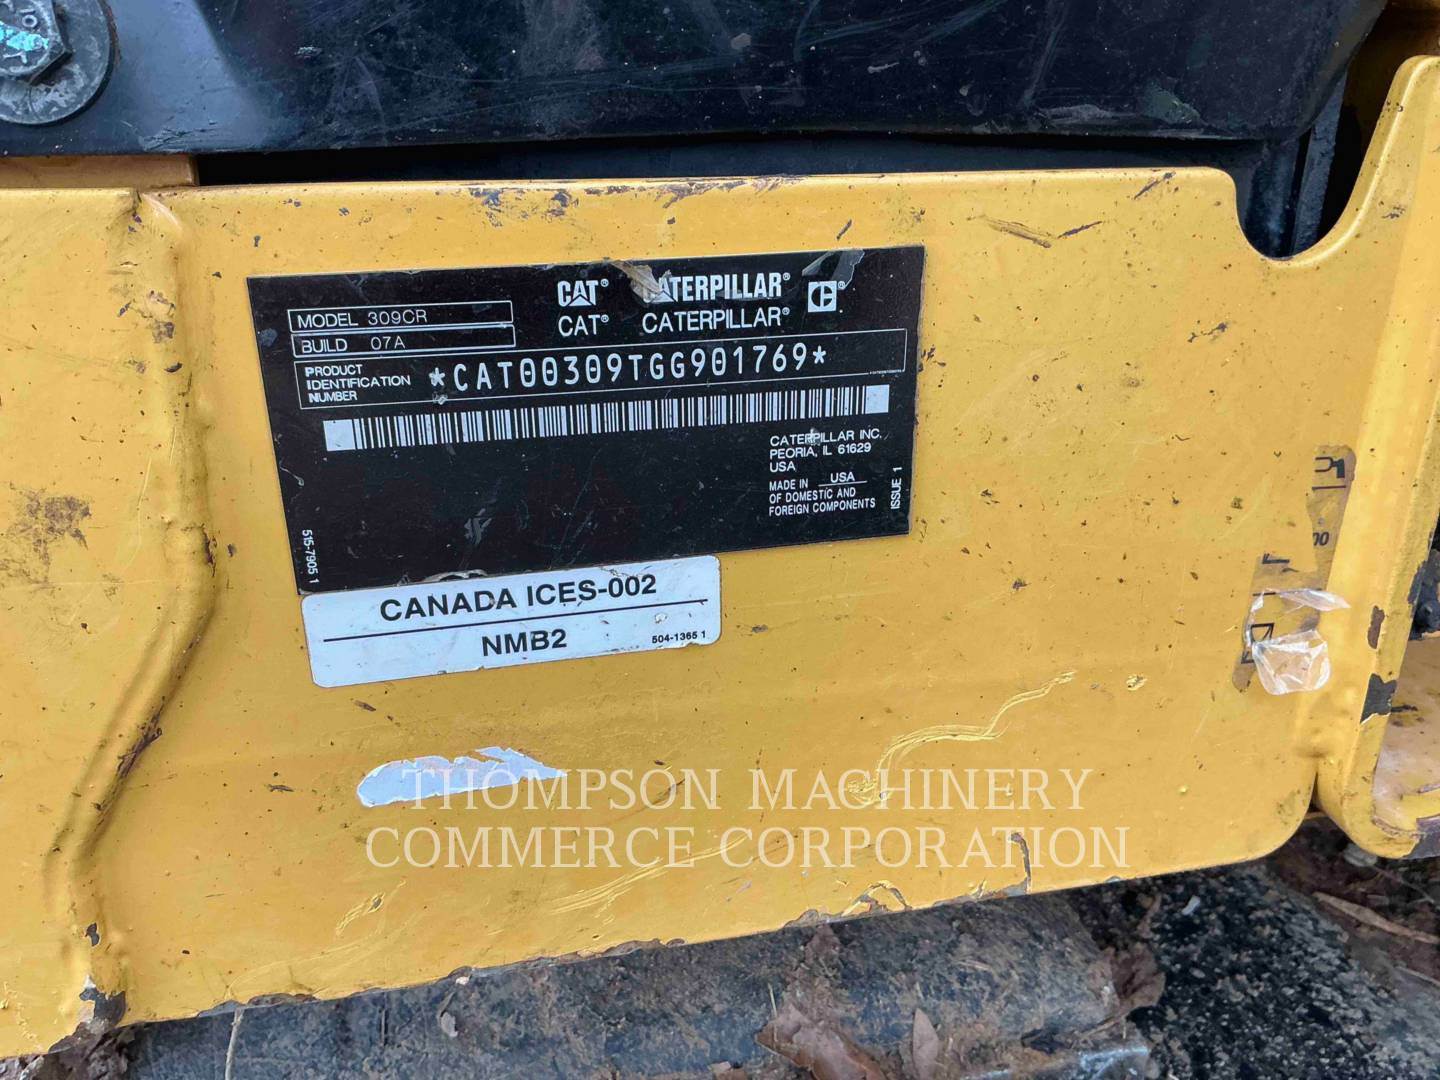 CAT® CATERPILLAR®
CAT® CATERPILLAR®
MODEL 309CR
BUILD 07A
PRODUCT
IDENTIFICATION
NUMBER
*CAT00309TGG901769*
CATERPILLAR INC.
PEORIA, IL 61629
USA
MADE IN USA
OF DOMESTIC AND
FOREIGN COMPONENTS
ISSUE 1
515-7905 1
CANADA ICES-002
NMB2
504-1365 1
THOMPSON MACHINERY
COMMERCE CORPORATION